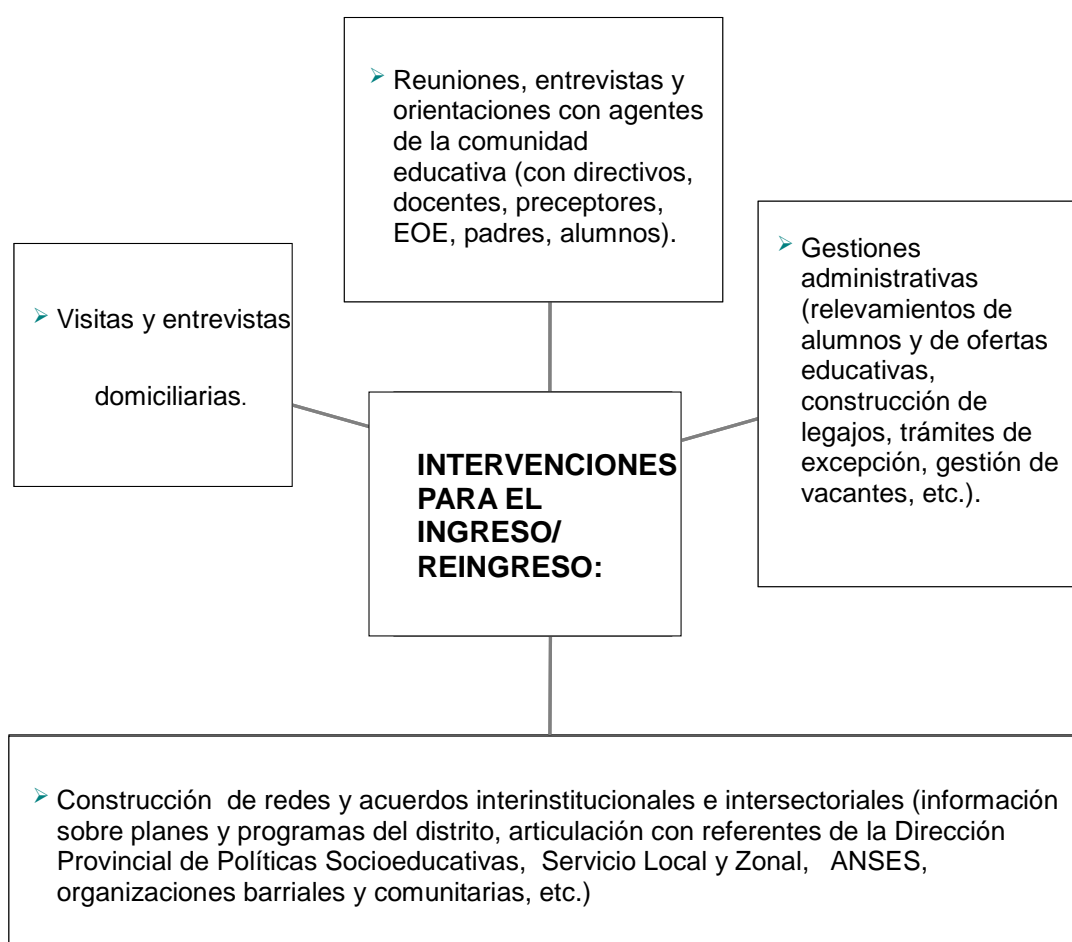 ➢ Reuniones, entrevistas y
orientaciones con agentes
de la comunidad
educativa (con directivos,
docentes, preceptores,
EOE, padres, alumnos).
➢ Visitas y entrevistas
domiciliarias.
➢ Gestiones
administrativas
(relevamientos de
alumnos y de ofertas
educativas,
construcción de
legajos, trámites de
excepción, gestión de
vacantes, etc.).
INTERVENCIONES
PARA EL
INGRESO/
REINGRESO:
➢ Construcción de redes y acuerdos interinstitucionales e intersectoriales (información
sobre planes y programas del distrito, articulación con referentes de la Dirección
Provincial de Políticas Socioeducativas, Servicio Local y Zonal, ANSES,
organizaciones barriales y comunitarias, etc.)